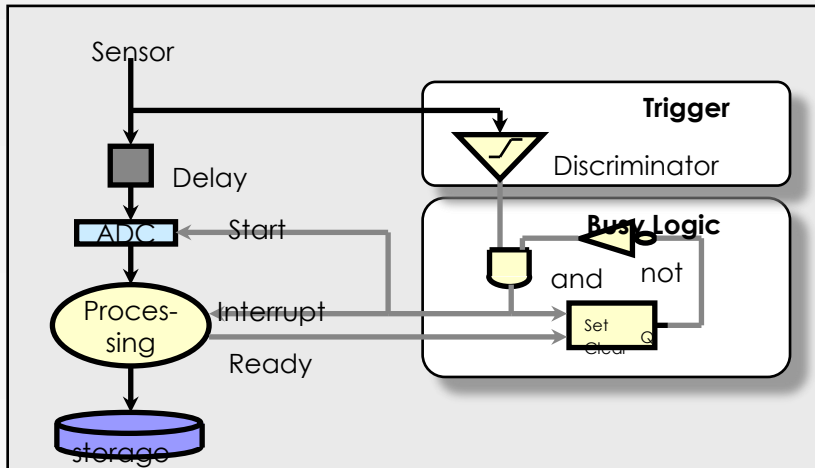 Sensor
Trigger
Discriminator
Delay
Busy Logic
ADC
Start
and
not
Interrupt
Proces-
sing
Set
Q
Clear
Ready
storage